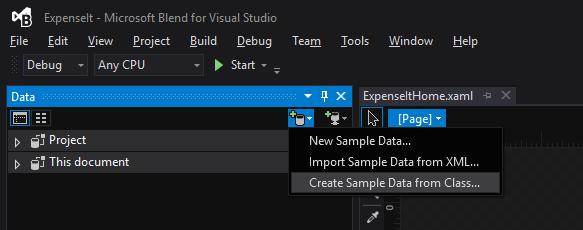 ExpenseIt - Microsoft Blend for Visual Studio
File Edit View Project Build Debug Design Team Tools Window Help
Debug Any CPU Start
Data
ExpenseItHome.xaml
[Page]
Project
This document
New Sample Data...
Import Sample Data from XML...
Create Sample Data from Class...
0